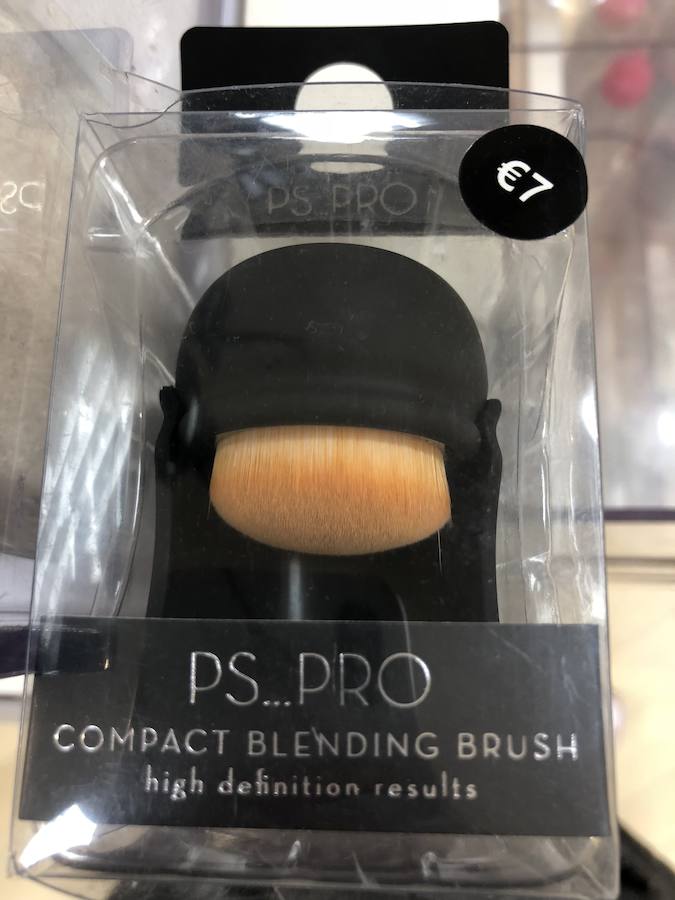 PS PRO
€7
PS...PRO
COMPACT BLENDING BRUSH
high definition results